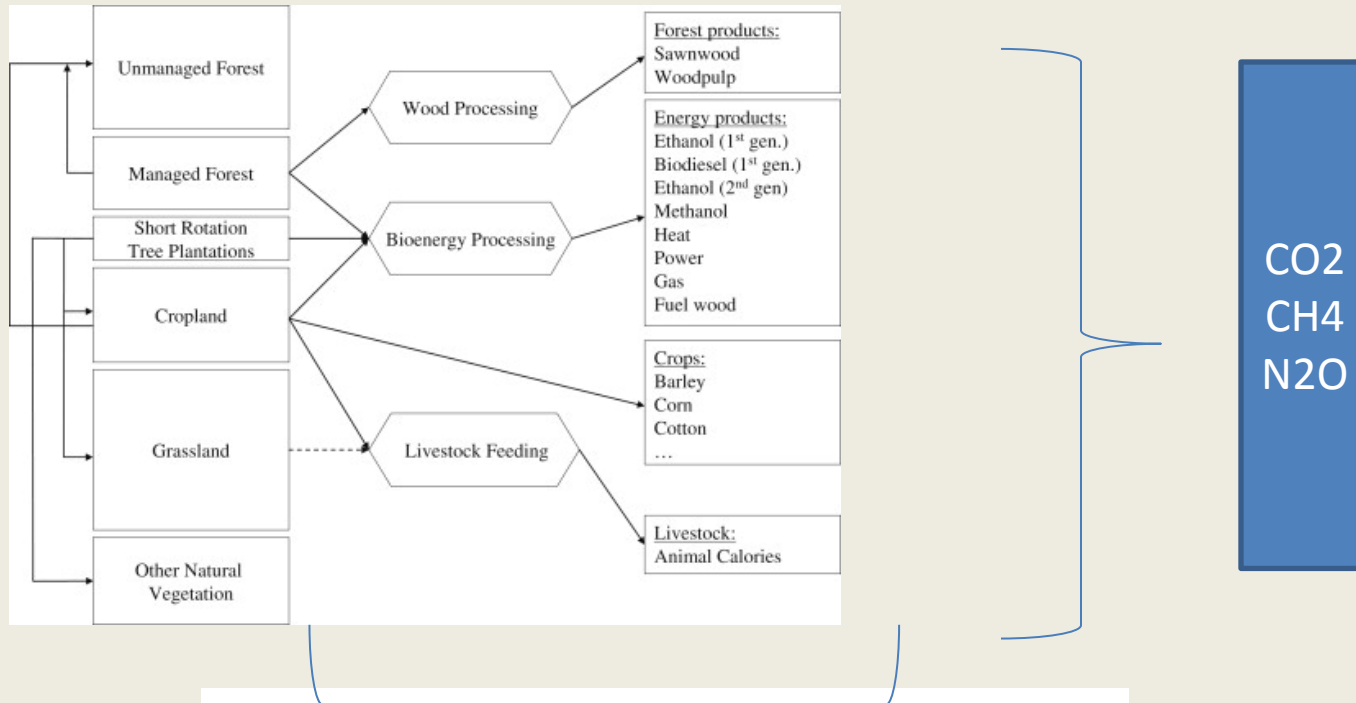 Unmanaged Forest
Managed Forest
Short Rotation
Tree Plantations
Cropland
Grassland
Other Natural
Vegetation
Wood Processing
Bioenergy Processing
Livestock Feeding
Forest products:
Sawnwood
Woodpulp
Energy products:
Ethanol (1st gen.)
Biodiesel (1st gen.)
Ethanol (2nd gen)
Methanol
Heat
Power
Gas
Fuel wood
Crops:
Barley
Corn
Cotton
…
Livestock:
Animal Calories
CO2
CH4
N2O